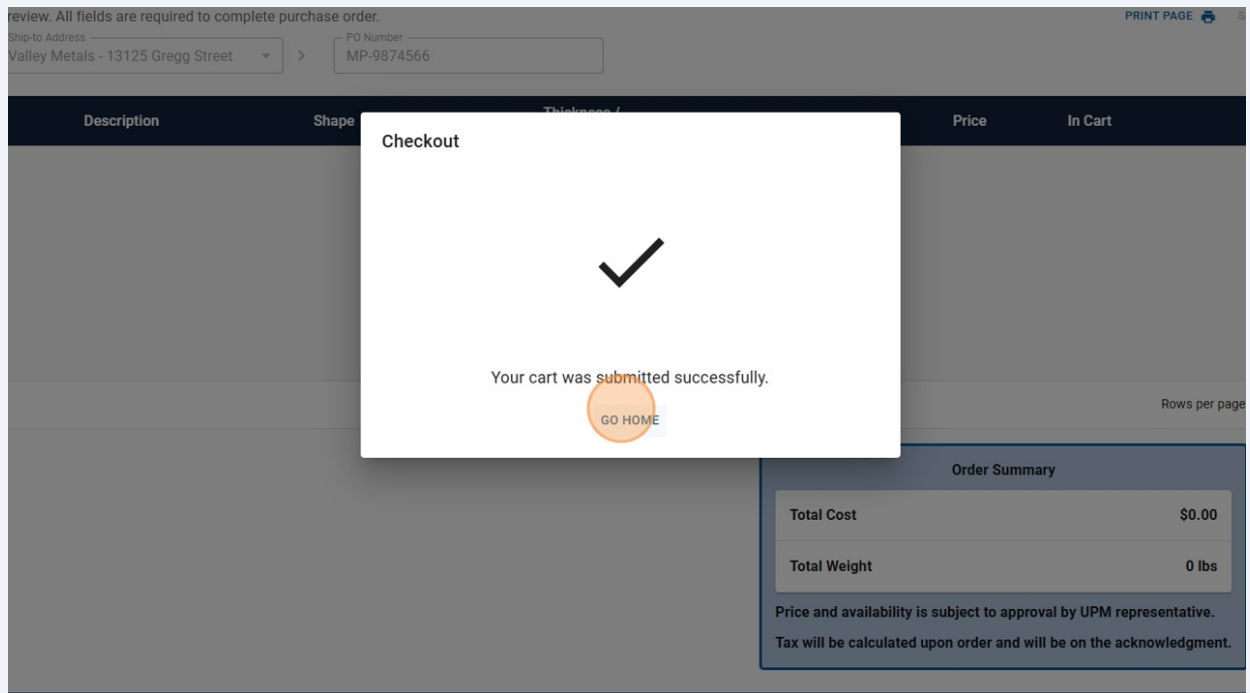 review. All fields are required to complete purchase order.
PRINT PAGE
Ship-to Address
PO Number
Valley Metals - 13125 Gregg Street
MP-9874566
Description Shape Thickness / Price In Cart
Checkout
Your cart was submitted successfully.
GO HOME
Rows per page
Order Summary
Total Cost $0.00
Total Weight 0 lbs
Price and availability is subject to approval by UPM representative.
Tax will be calculated upon order and will be on the acknowledgment.